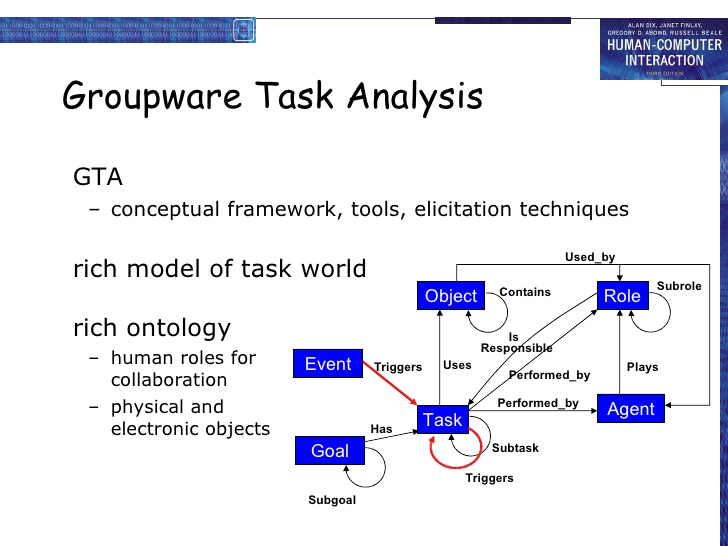 ALAN DIX, JANET FINLAY,
GREGORY D. ABOWD, RUSSELL BEALE
HUMAN-COMPUTER
INTERACTION
THIRD EDITION
Groupware Task Analysis
GTA
– conceptual framework, tools, elicitation techniques
rich model of task world
rich ontology
– human roles for
collaboration
– physical and
electronic objects
Used_by
Object
Contains
Role
Subrole
Is
Responsible
Event
Triggers
Uses
Performed_by
Plays
Performed_by
Task
Agent
Has
Goal
Subtask
Triggers
Subgoal